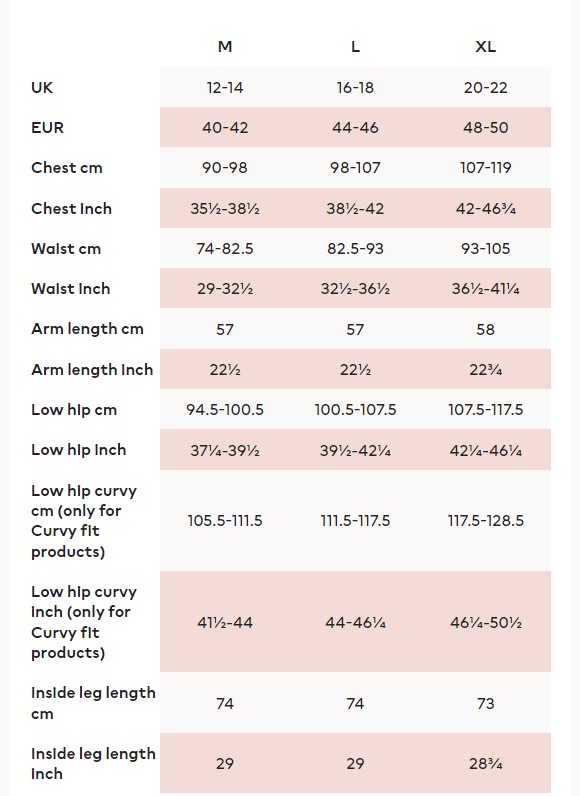 M L XL
UK 12-14 16-18 20-22
EUR 40-42 44-46 48-50
Chest cm 90-98 98-107 107-119
Chest Inch 35½-38½ 38½-42 42-46¾
Waist cm 74-82.5 82.5-93 93-105
Waist Inch 29-32½ 32½-36½ 36½-41¼
Arm length cm 57 57 58
Arm length Inch 22½ 22½ 22¾
Low hip cm 94.5-100.5 100.5-107.5 107.5-117.5
Low hip Inch 37¼-39½ 39½-42¼ 42¼-46¼
Low hip curvy
cm (only for
Curvy fit
products)
105.5-111.5 111.5-117.5 117.5-128.5
Low hip curvy
Inch (only for
Curvy fit
products)
41½-44 44-46¼ 46¼-50½
Inside leg length
cm
74 74 73
Inside leg length
Inch
29 29 28¾